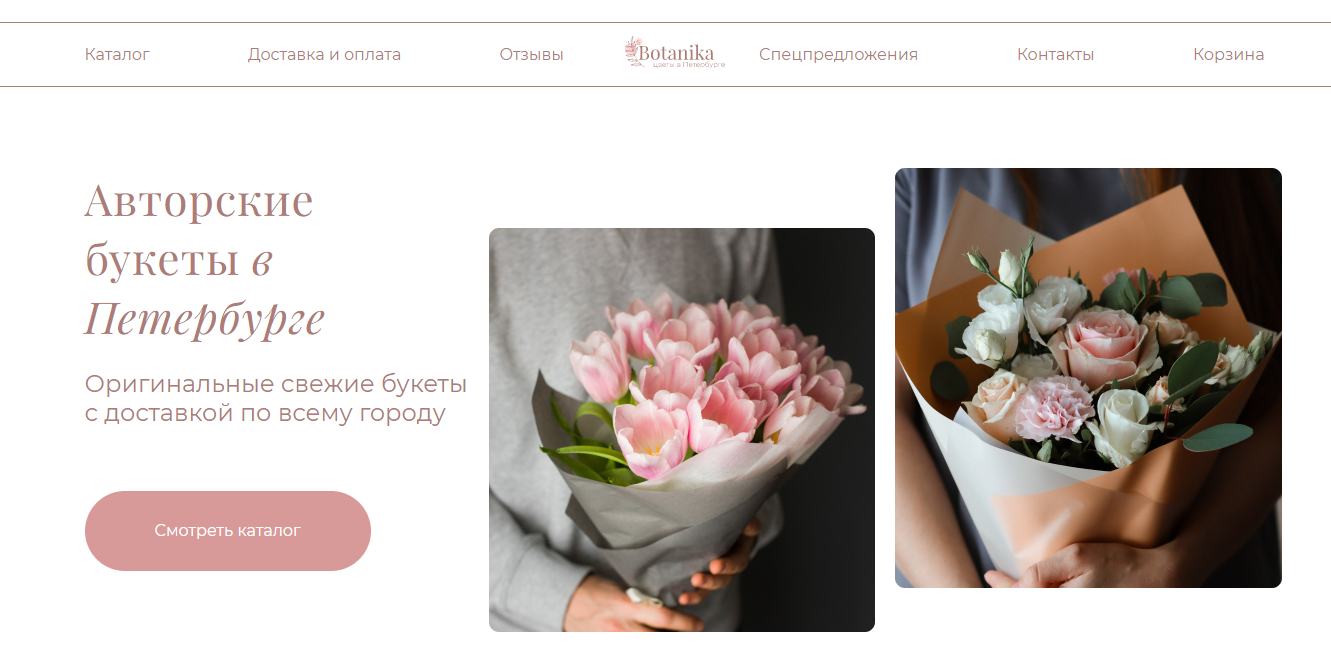 Каталог Доставка и оплата Отзывы Botanika Спецпредложения Контакты Корзина
цветы в Петербурге
Авторские
букеты в
Петербурге
Оригинальные свежие букеты
с доставкой по всему городу
Смотреть каталог